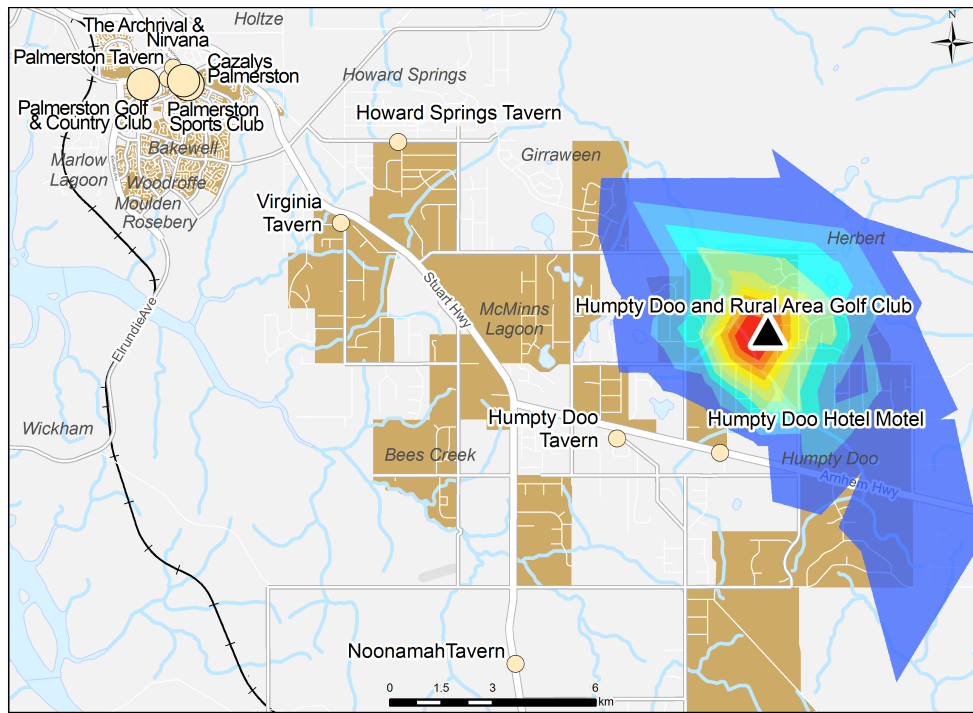 N
Holtze
The Archrival &
Nirvana
Palmerston Tavern
Cazalys
Palmerston
Howard Springs
Palmerston Golf
& Country Club
Palmerston
Sports Club
Howard Springs Tavern
Bakewell
Marlow
Lagoon
Girraween
Woodroffe
Moulden
Rosebery
Virginia
Tavern
Herbert
Stuart Hwy
McMinns
Lagoon
Humpty Doo and Rural Area Golf Club
ElrundieAve
Wickham
Humpty Doo
Tavern
Humpty Doo Hotel Motel
Bees Creek
Humpty Doo
Arnhem Hwy
NoonamahTavern
0 1.5 3 6
km